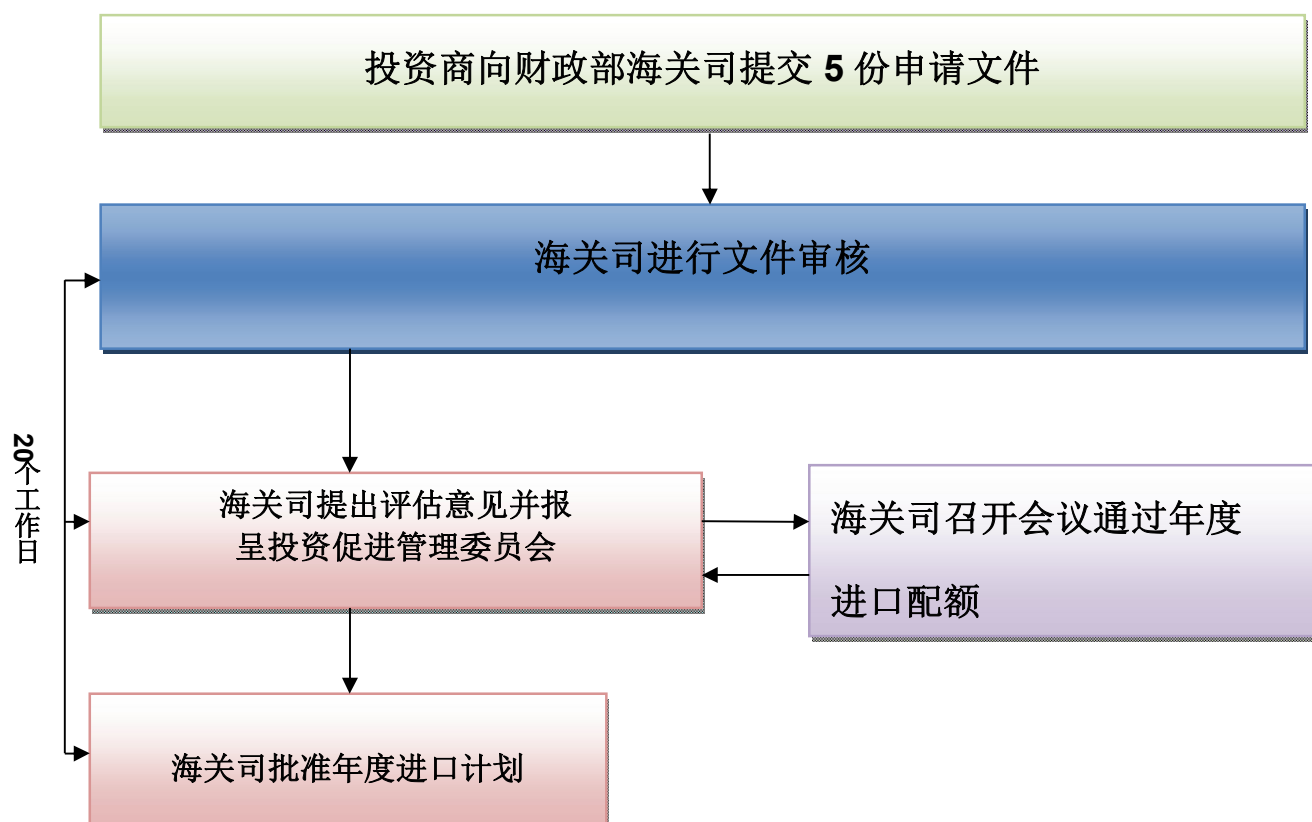 投资商向财政部海关司提交 5 份申请文件
海关司进行文件审核
20个工作日
海关司提出评估意见并报
呈投资促进管理委员会
海关司召开会议通过年度
进口配额
海关司批准年度进口计划